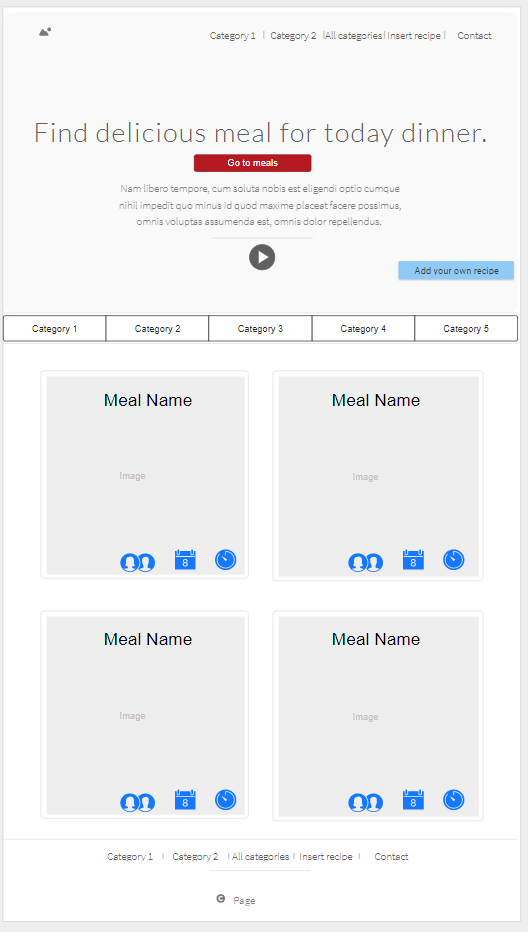 Category 1 | Category 2 | All categories | Insert recipe | Contact
Find delicious meal for today dinner.
Go to meals
Nam libero tempore, cum soluta nobis est eligendi optio cumque
nihil impedit quo minus id quod maxime placeat facere possimus,
omnis voluptas assumenda est, omnis dolor repellendus.
Add your own recipe
Category 1 Category 2 Category 3 Category 4 Category 5
Meal Name Meal Name
Image Image
8 8
Meal Name Meal Name
Image Image
8 8
Category 1 | Category 2 | All categories | Insert recipe | Contact
© Page